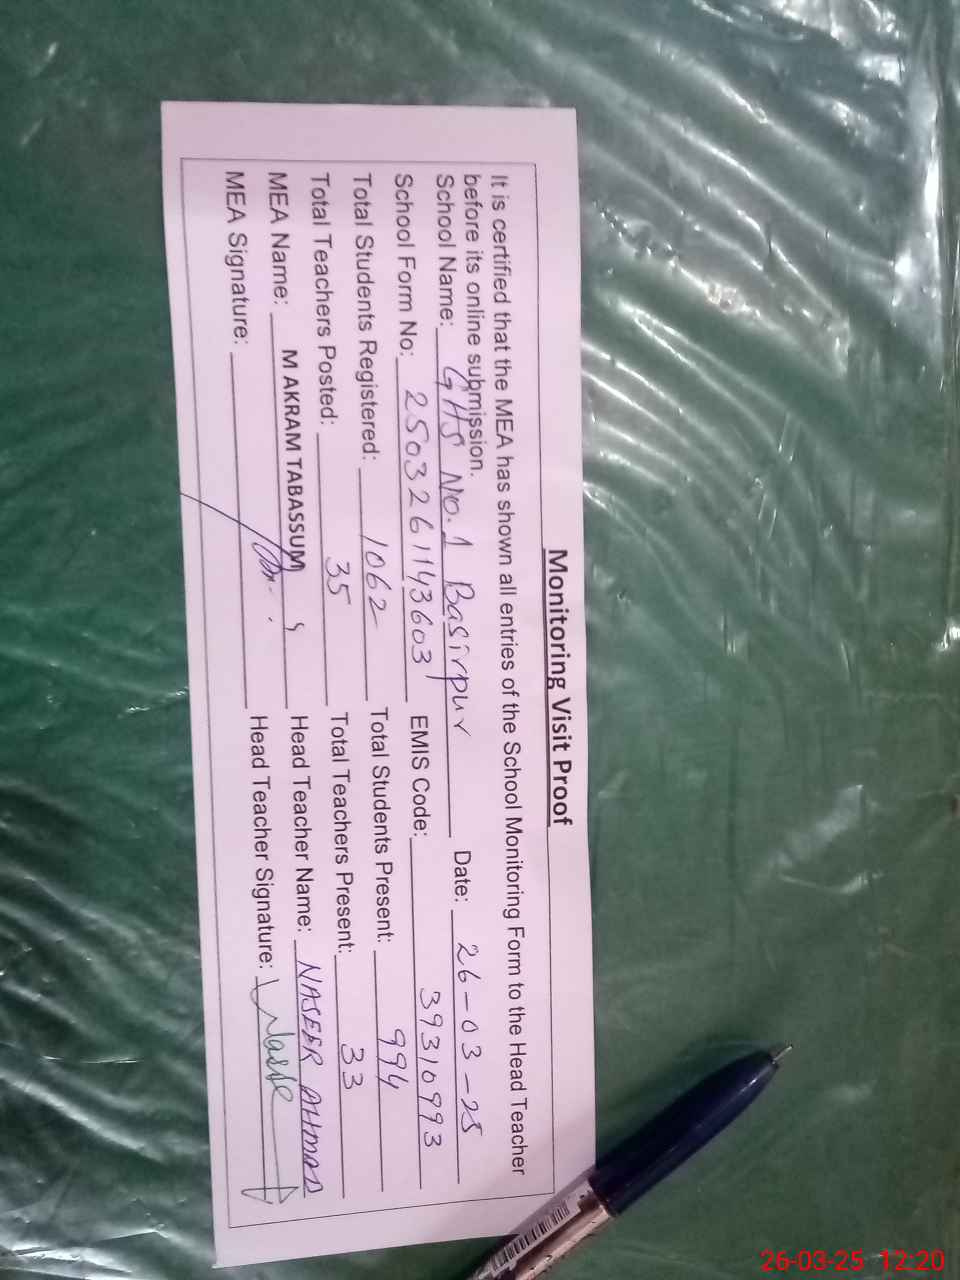 Monitoring Visit Proof
It is certified that the MEA has shown all entries of the School Monitoring Form to the Head Teacher
before its online submission.
School Name: GHS No.1 Basirpur Date: 26-03-25
School Form No: 2503261143603 EMIS Code: 39310993
Total Students Registered: 1062 Total Students Present: 994
Total Teachers Posted: 35 Total Teachers Present: 33
MEA Name: M AKRAM TABASSUM Head Teacher Name: NASEER AHMAD
MEA Signature: Head Teacher Signature:
26-03-25 12:20